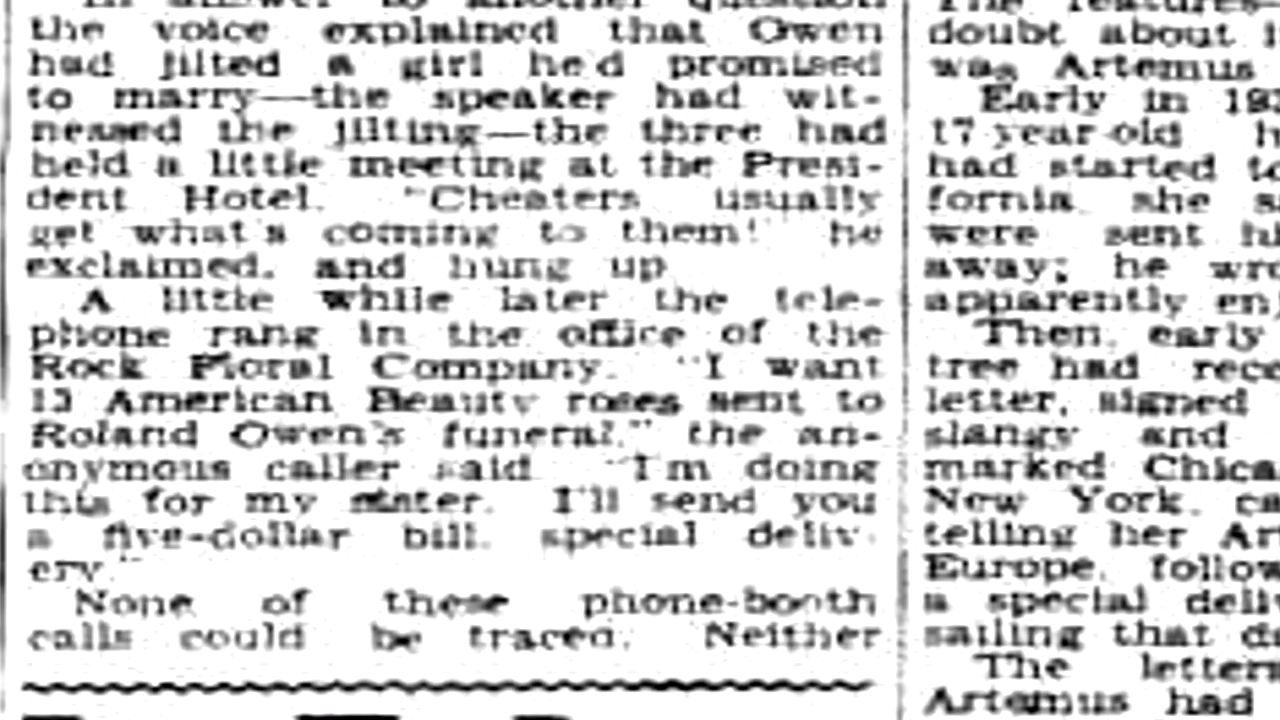 In answer to another question
the voice explained that Owen
had jilted a girl he'd promised
to marry—the speaker had wit-
nessed the jilting—the three had
held a little meeting at the Presi-
dent Hotel. "Cheaters usually
get what's coming to them!" he
exclaimed, and hung up
A little while later the tele-
phone rang in the office of the
Rock Floral Company. "I want
13 American Beauty roses sent to
Roland Owen's funeral," the an-
onymous caller said "I'm doing
this for my sister. I'll send you
a five-dollar bill, special deliv-
ery."
None of these phone-booth
calls could be traced. Neither
The features—
doubt about
was Artemus
Early in
17 year-old
had started
fornia she
were sent
away; he
apparently
Then, early
tree had
letter, signed
slangy and
marked
New York,
telling her
Europe, 
a special
sailing that
The
Artemus had